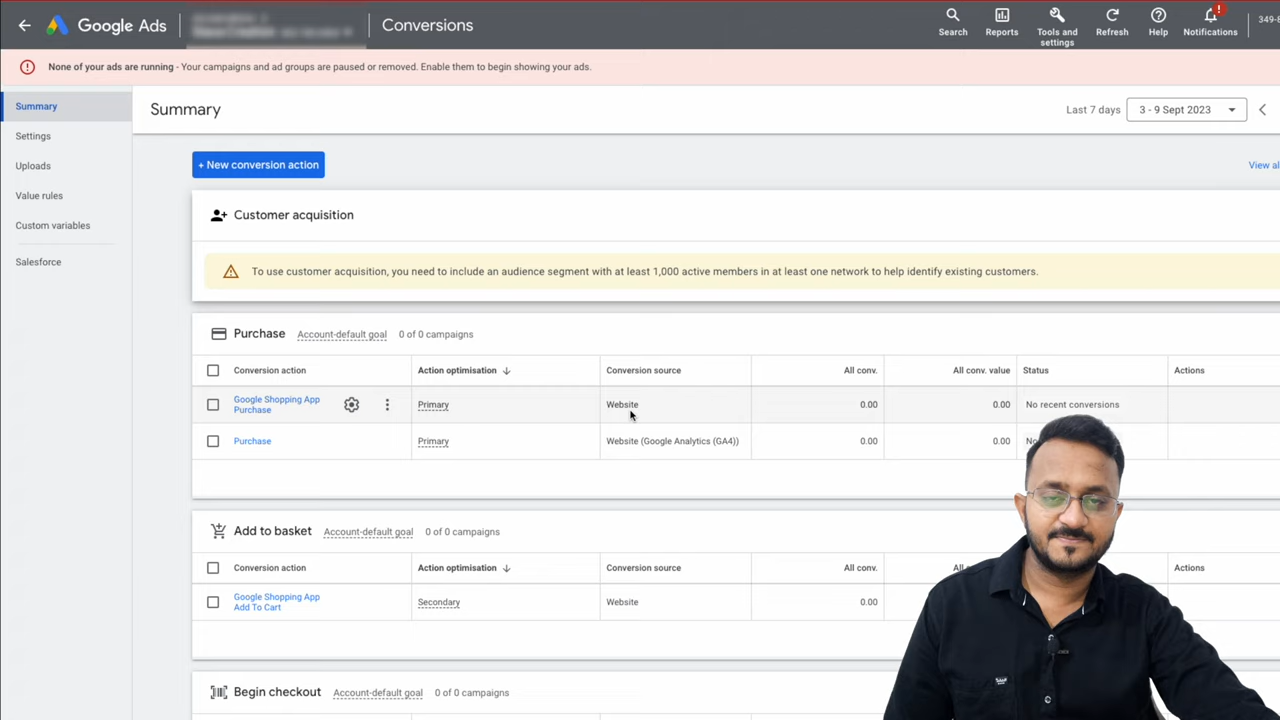 Google Ads
Conversions
Search
Reports
Tools and
settings
Refresh
Help
Notifications
!
349-8
None of your ads are running - Your campaigns and ad groups are paused or removed. Enable them to begin showing your ads.
Summary
Settings
Uploads
Value rules
Custom variables
Salesforce
Summary
Last 7 days
3 - 9 Sept 2023
+ New conversion action
View al
Customer acquisition
To use customer acquisition, you need to include an audience segment with at least 1,000 active members in at least one network to help identify existing customers.
Purchase Account-default goal 0 of 0 campaigns
Conversion action Action optimisation Conversion source All conv. All conv. value Status Actions
Google Shopping App
Purchase
Primary Website 0.00 0.00 No recent conversions
Purchase Primary Website (Google Analytics (GA4)) 0.00 0.00 No
Add to basket Account-default goal 0 of 0 campaigns
Conversion action Action optimisation Conversion source All conv. Actions
Google Shopping App
Add To Cart
Secondary Website 0.00
Begin checkout Account-default goal 0 of 0 campaigns